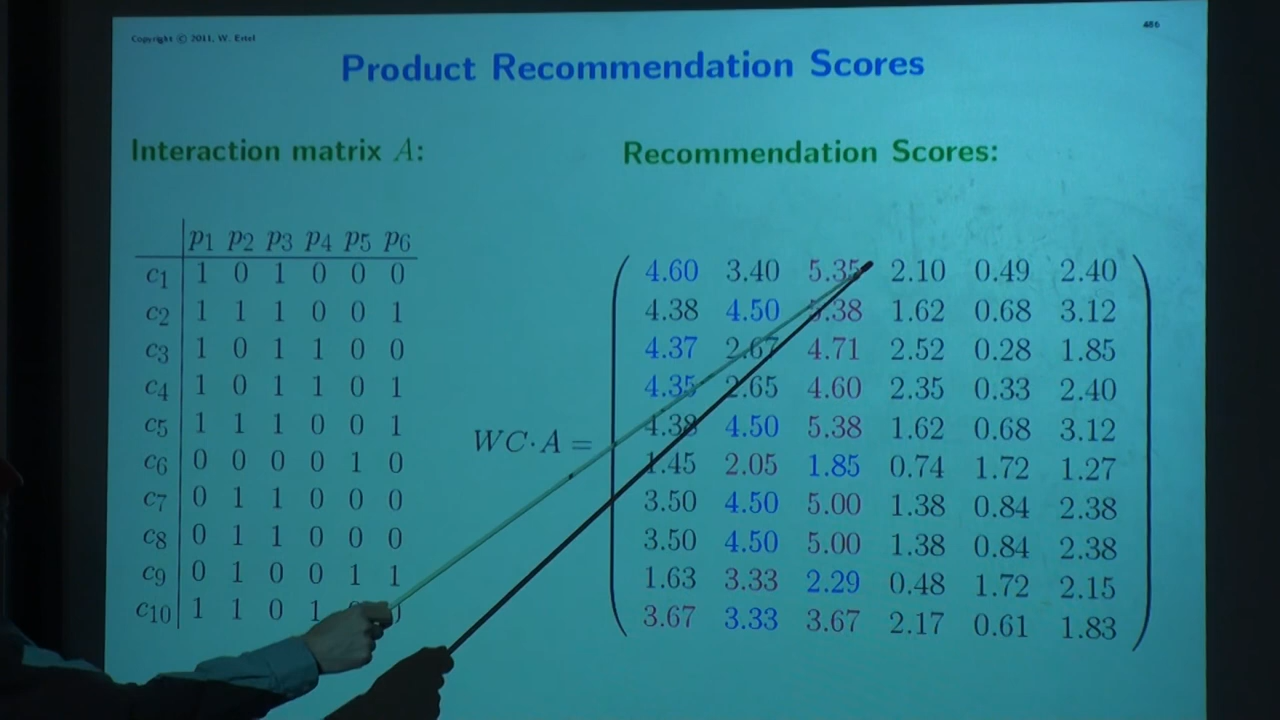 Copyright © 2011, W. Ertel
486
Product Recommendation Scores
Interaction matrix A:
Recommendation Scores:
p1 p2 p3 p4 p5 p6
c1 1 0 1 0 0 0
c2 1 1 1 0 0 1
c3 1 0 1 1 0 0
c4 1 0 1 1 0 1
c5 1 1 1 0 0 1
c6 0 0 0 0 1 0
c7 0 1 1 0 0 0
c8 0 1 1 0 0 0
c9 0 1 0 0 1 1
c10 1 1 0 1
WC·A =
4.60 3.40 5.35 2.10 0.49 2.40
4.38 4.50 5.38 1.62 0.68 3.12
4.37 2.67 4.71 2.52 0.28 1.85
4.35 2.65 4.60 2.35 0.33 2.40
4.38 4.50 5.38 1.62 0.68 3.12
1.45 2.05 1.85 0.74 1.72 1.27
3.50 4.50 5.00 1.38 0.84 2.38
3.50 4.50 5.00 1.38 0.84 2.38
1.63 3.33 2.29 0.48 1.72 2.15
3.67 3.33 3.67 2.17 0.61 1.83